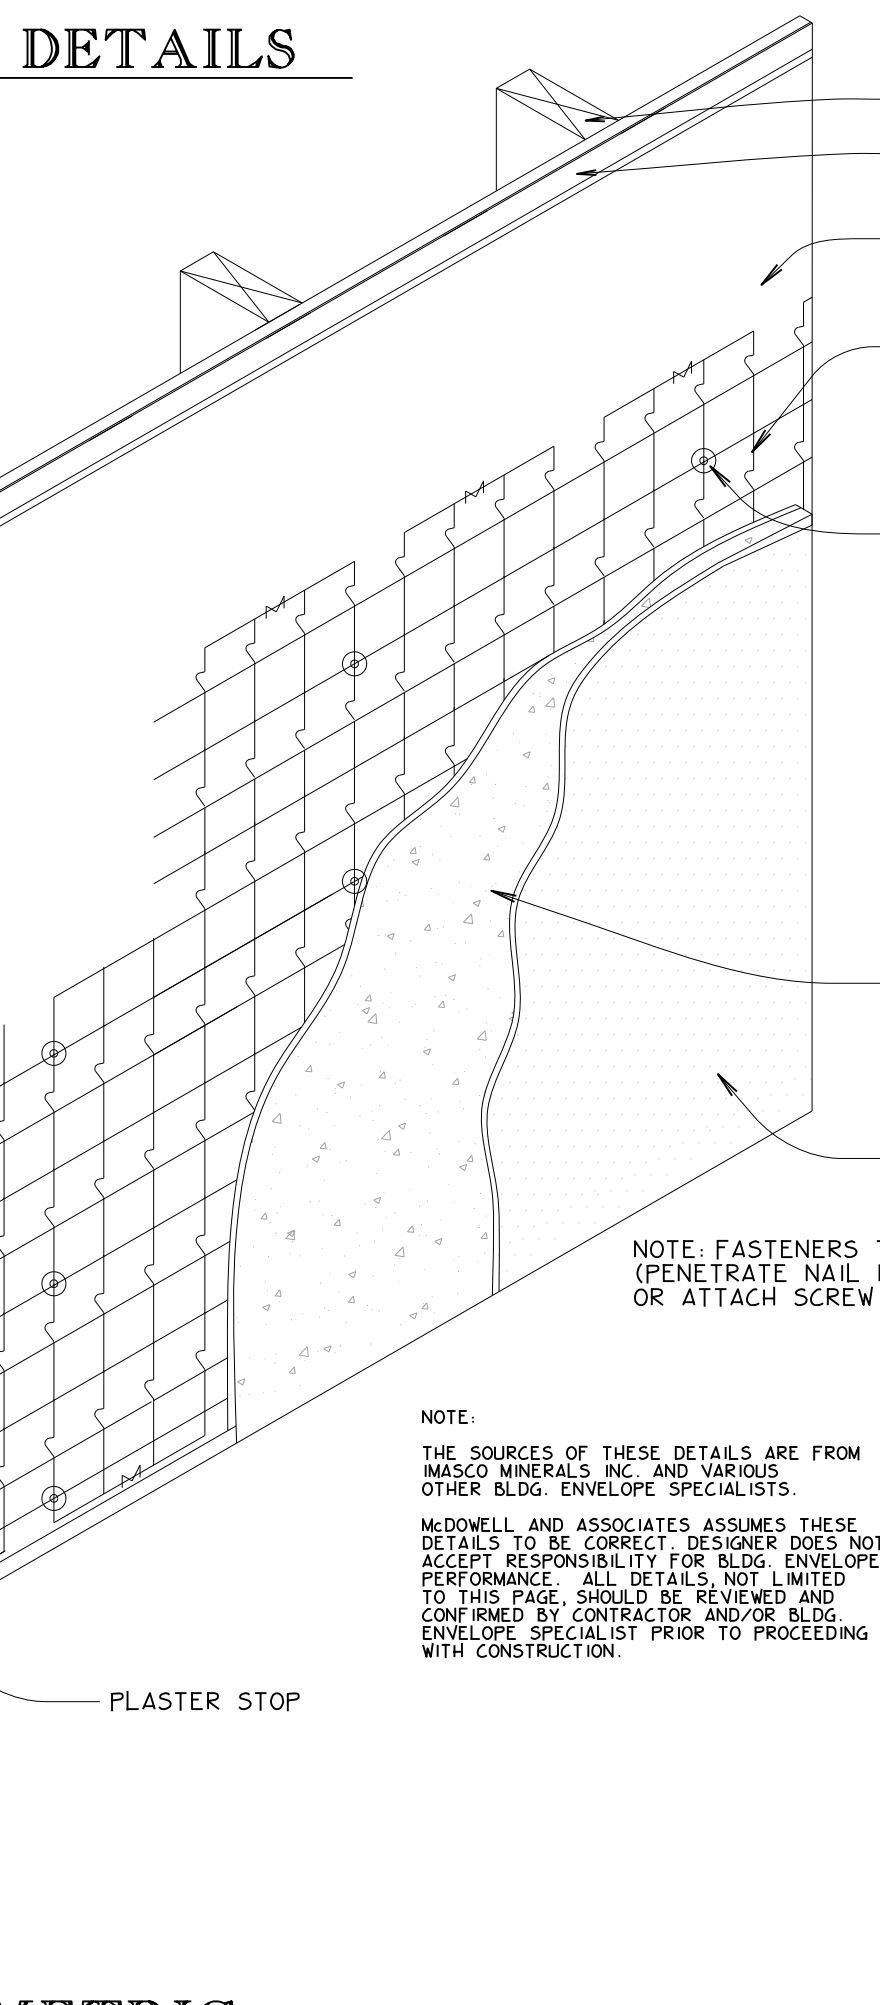 DETAILS
NOTE: FASTENERS
(PENETRATE NAIL
OR ATTACH SCREW
NOTE:
THE SOURCES OF THESE DETAILS ARE FROM
IMASCO MINERALS INC. AND VARIOUS
OTHER BLDG. ENVELOPE SPECIALISTS.
McDOWELL AND ASSOCIATES ASSUMES THESE
DETAILS TO BE CORRECT. DESIGNER DOES NOT
ACCEPT RESPONSIBILITY FOR BLDG. ENVELOPE
PERFORMANCE. ALL DETAILS, NOT LIMITED
TO THIS PAGE, SHOULD BE REVIEWED AND
CONFIRMED BY CONTRACTOR AND/OR BLDG.
ENVELOPE SPECIALIST PRIOR TO PROCEEDING
WITH CONSTRUCTION.
PLASTER STOP